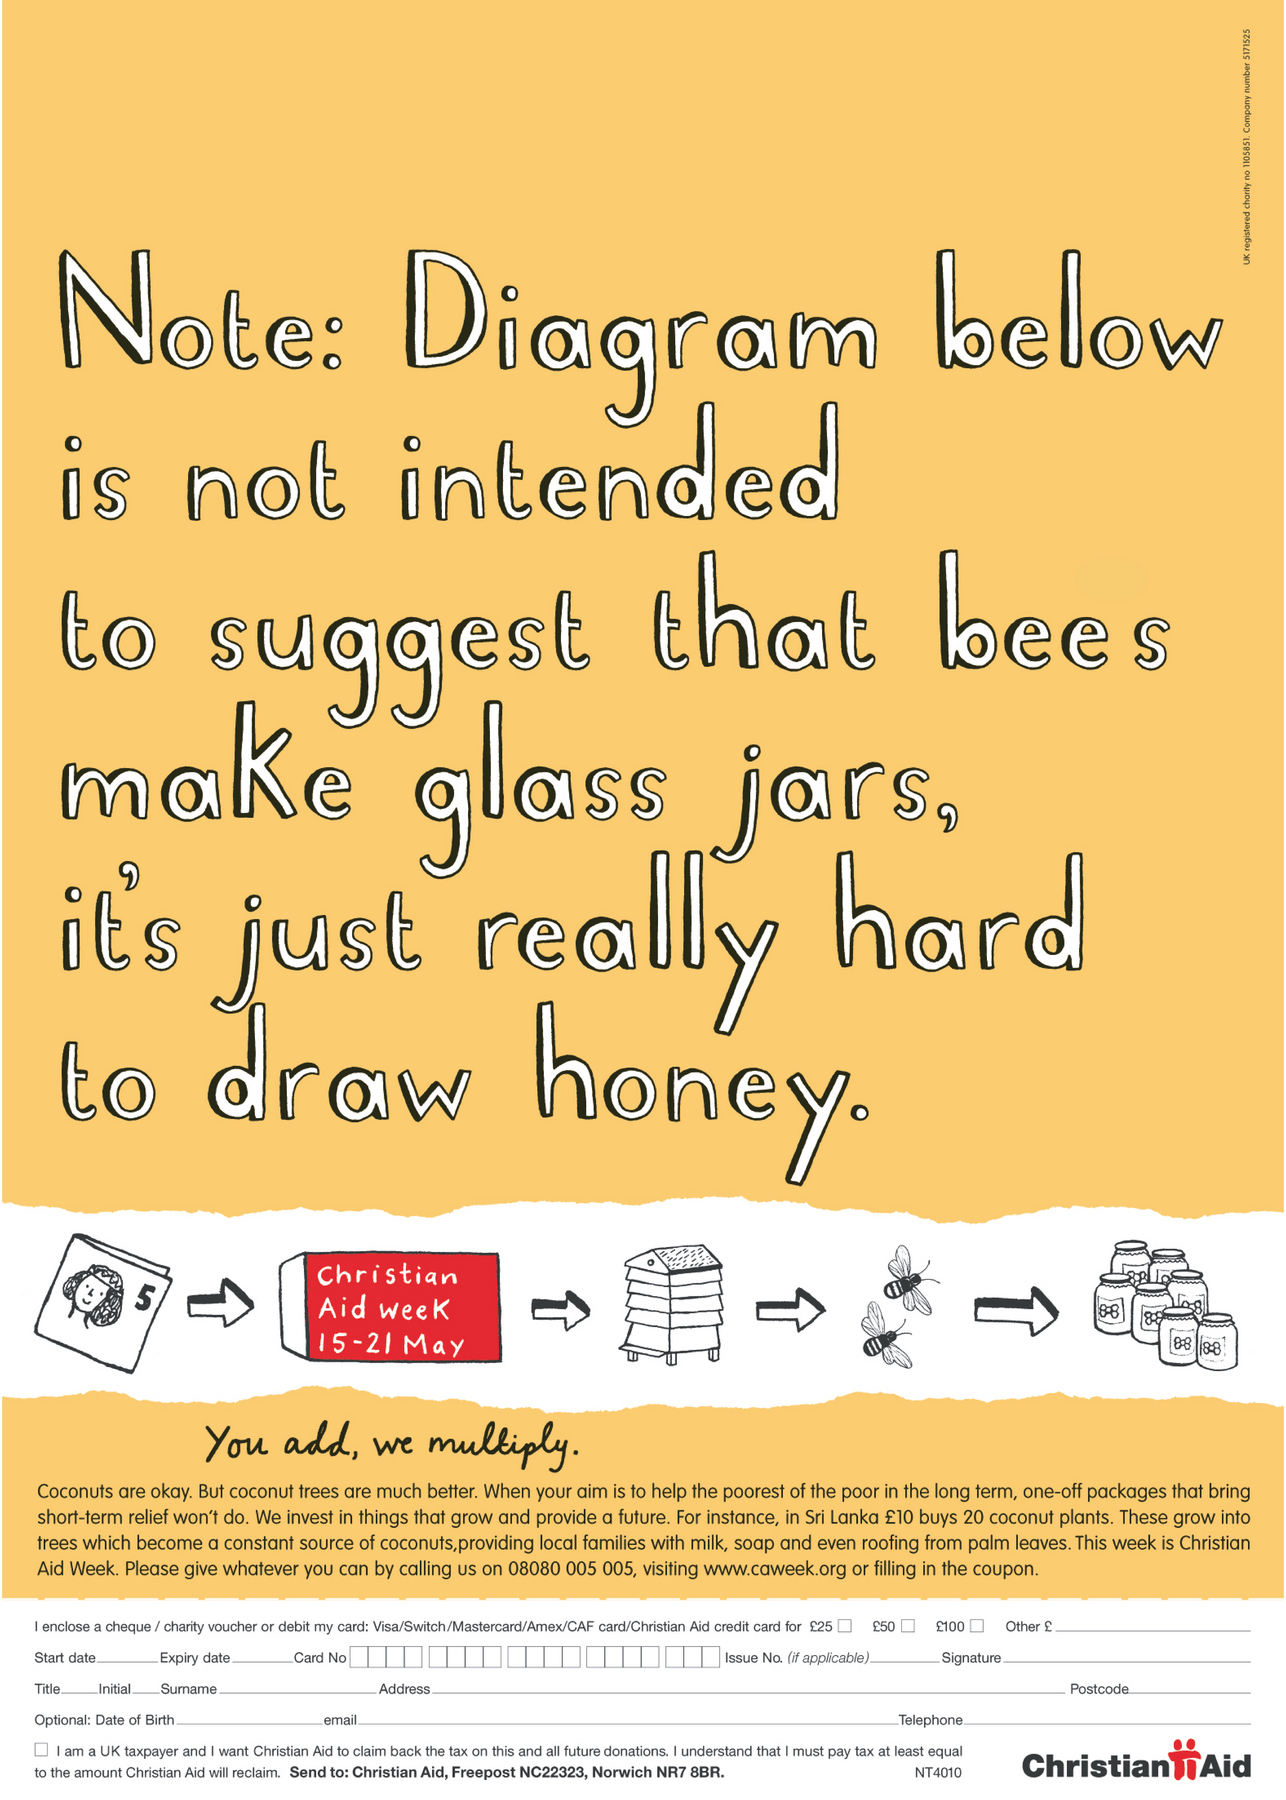 UK registered charity no 1105851. Company number 5171525
Note: Diagram below
is not intended
to suggest that bees
make glass jars,
it's just really hard
to draw honey.
5
Christian
Aid week
15-21 May
You add, we multiply.
Coconuts are okay. But coconut trees are much better. When your aim is to help the poorest of the poor in the long term, one-off packages that bring
short-term relief won't do. We invest in things that grow and provide a future. For instance, in Sri Lanka £10 buys 20 coconut plants. These grow into
trees which become a constant source of coconuts,providing local families with milk, soap and even roofing from palm leaves. This week is Christian
Aid Week. Please give whatever you can by calling us on 08080 005 005, visiting www.caweek.org or filling in the coupon.
I enclose a cheque / charity voucher or debit my card: Visa/Switch/Mastercard/Amex/CAF card/Christian Aid credit card for £25 £50 £100 Other £
Start date Expiry date Card No Issue No. (if applicable) Signature
Title Initial Surname Address Postcode
Optional: Date of Birth email Telephone
I am a UK taxpayer and I want Christian Aid to claim back the tax on this and all future donations. I understand that I must pay tax at least equal
to the amount Christian Aid will reclaim. Send to: Christian Aid, Freepost NC22323, Norwich NR7 8BR. NT4010
Christian Aid